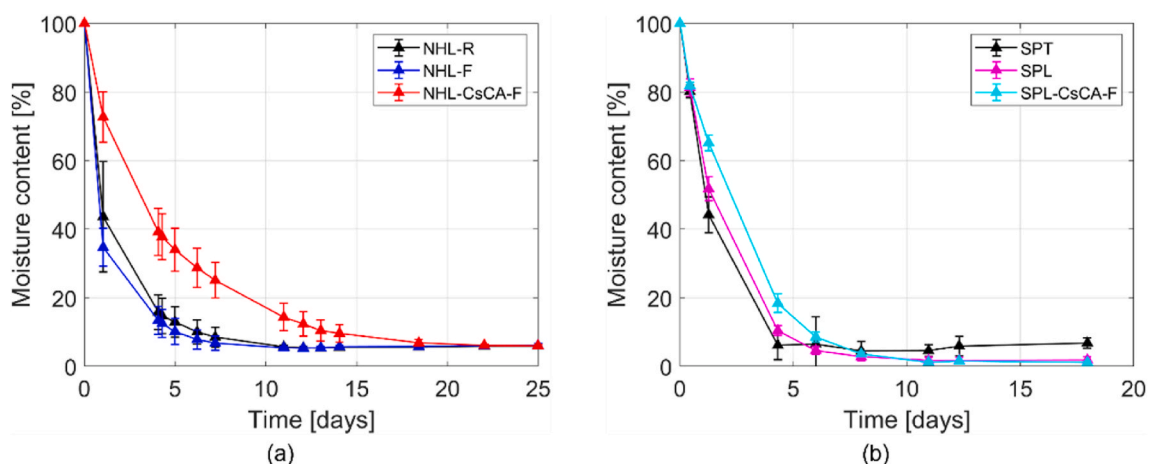 100
80
60
40
20
0
Moisture content [%]
NHL-R
NHL-F
NHL-CsCA-F
0 5 10 15 20 25
Time [days]
(a)
100
80
60
40
20
0
Moisture content [%]
SPT
SPL
SPL-CsCA-F
0 5 10 15 20
Time [days]
(b)